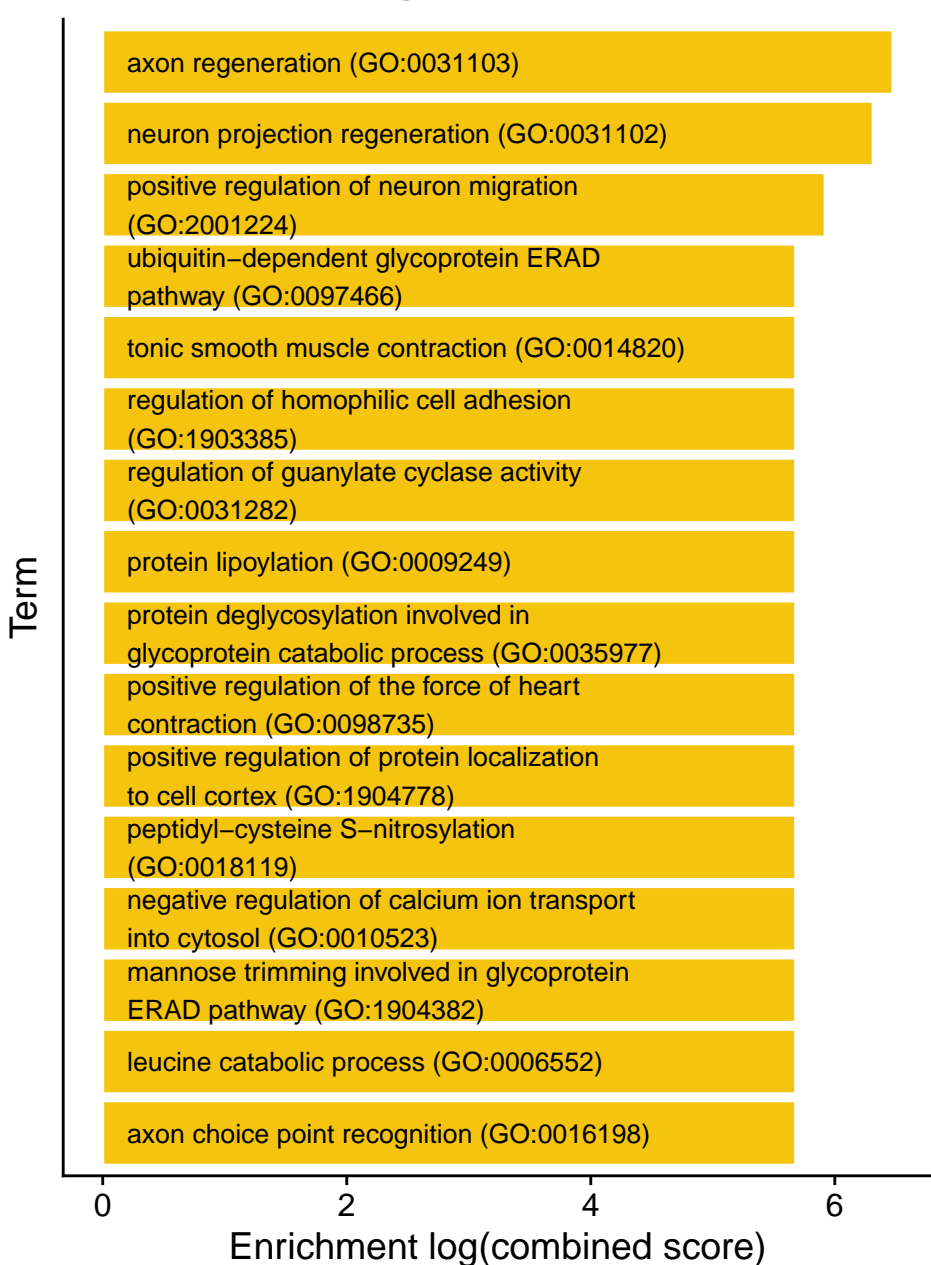 axon regeneration (GO:0031103)
neuron projection regeneration (GO:0031102)
positive regulation of neuron migration
(GO:2001224)
ubiquitin−dependent glycoprotein ERAD
pathway (GO:0097466)
tonic smooth muscle contraction (GO:0014820)
regulation of homophilic cell adhesion
(GO:1903385)
regulation of guanylate cyclase activity
(GO:0031282)
protein lipoylation (GO:0009249)
protein deglycosylation involved in
glycoprotein catabolic process (GO:0035977)
positive regulation of the force of heart
contraction (GO:0098735)
positive regulation of protein localization
to cell cortex (GO:1904778)
peptidyl−cysteine S−nitrosylation
(GO:0018119)
negative regulation of calcium ion transport
into cytosol (GO:0010523)
mannose trimming involved in glycoprotein
ERAD pathway (GO:1904382)
leucine catabolic process (GO:0006552)
axon choice point recognition (GO:0016198)
Term
0 2 4 6
Enrichment log(combined score)